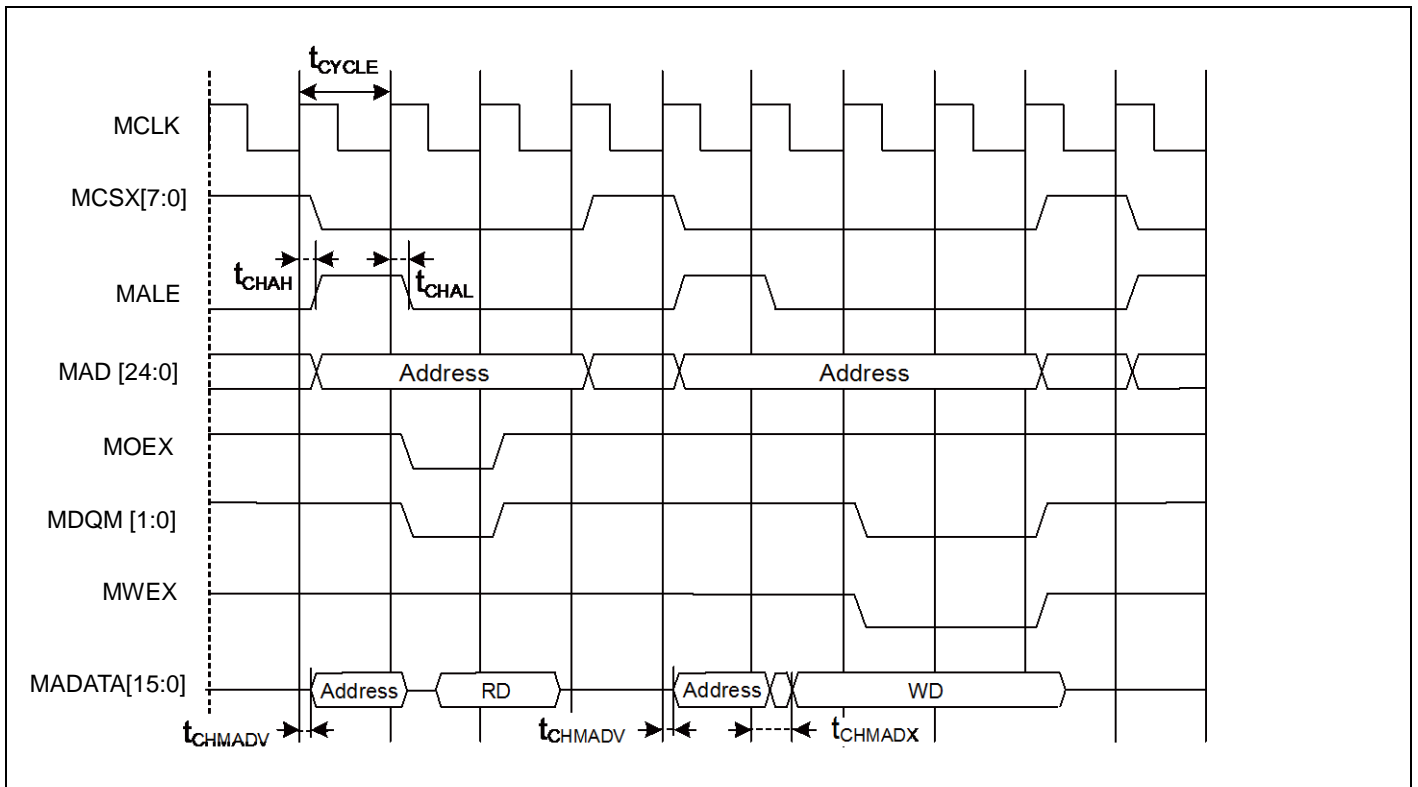 tCYCLE
MCLK
MCSX[7:0]
tCHAH
tCHAL
MALE
MAD [24:0]
Address
Address
MOEX
MDQM [1:0]
MWEX
MADATA[15:0]
Address
RD
Address
WD
tCHMADV
tCHMADV
tCHMADX